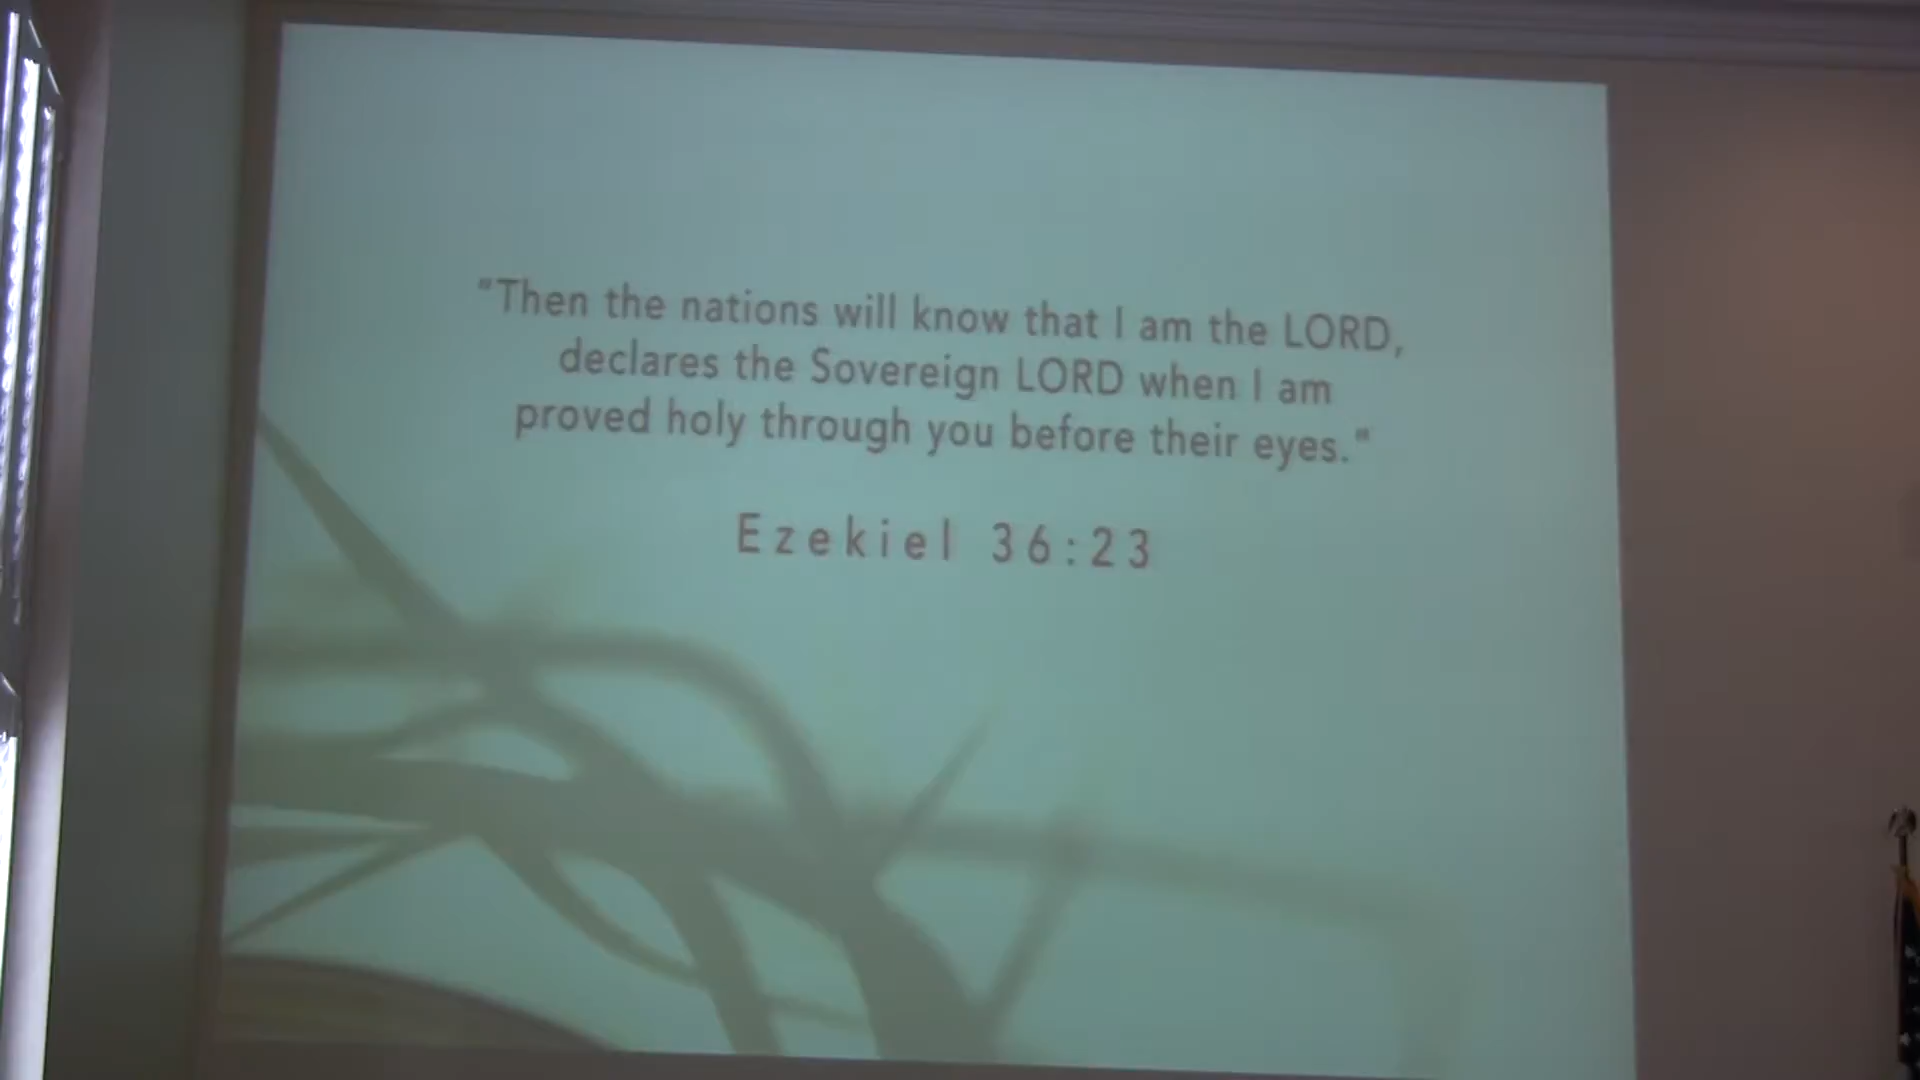 "Then the nations will know that I am the LORD,
declares the Sovereign LORD when I am
proved holy through you before their eyes."
Ezekiel 36:23